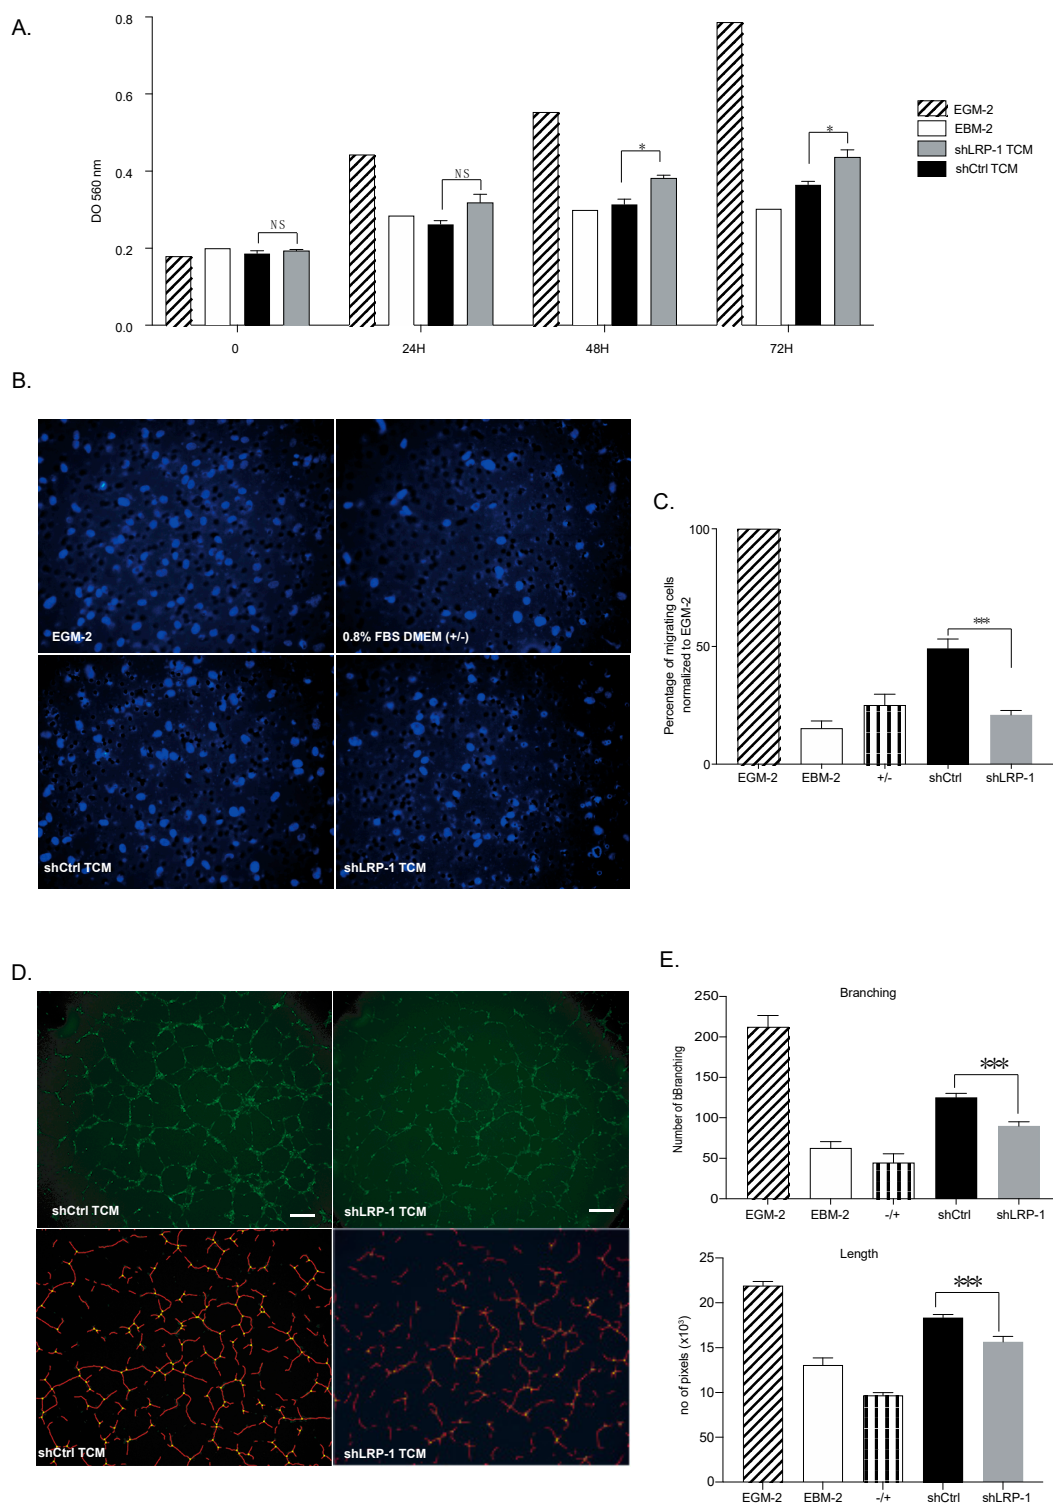 A.
0.8
0.6
0.4
0.2
0.0
DO 560 nm
NS
NS
*
*
0
24H
48H
72H
EGM-2
EBM-2
shLRP-1 TCM
shCtrl TCM
B.
EGM-2
0.8% FBS DMEM (+/-)
shCtrl TCM
shLRP-1 TCM
C.
100
50
0
Percentage of migrating cells
normalized to EGM-2
***
EGM-2
EBM-2
+/-
shCtrl
shLRP-1
D.
shCtrl TCM
shLRP-1 TCM
shCtrl TCM
shLRP-1 TCM
E.
Branching
250
200
150
100
50
0
Number of bBranching
***
EGM-2
EBM-2
-/+
shCtrl
shLRP-1
Length
25
20
15
10
50
0
no of pixels (x10³)
***
EGM-2
EBM-2
-/+
shCtrl
shLRP-1